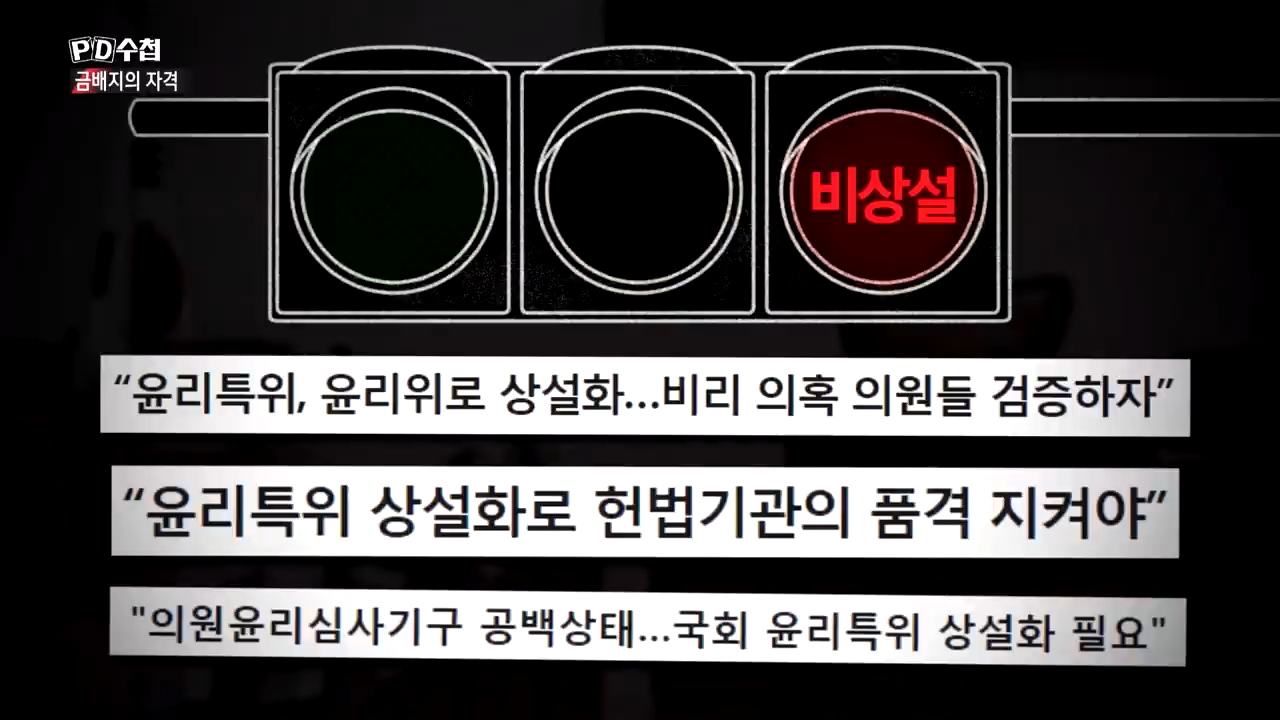 PD수첩
금배지의 자격
비상설
“윤리특위, 윤리위로 상설화...비리 의혹 의원들 검증하자”
“윤리특위 상설화로 헌법기관의 품격 지켜야”
"의원윤리심사기구 공백상태...국회 윤리특위 상설화 필요"